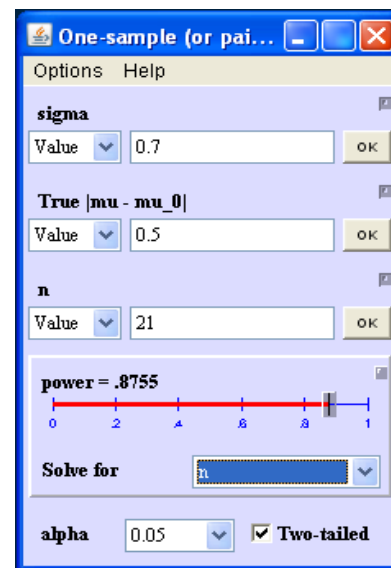 One-sample (or pai...
Options Help
sigma
Value 0.7 OK
True |mu - mu_0|
Value 0.5 OK
n
Value 21 OK
power = .8755
0 .2 .4 .6 .8 1
Solve for n
alpha 0.05 Two-tailed